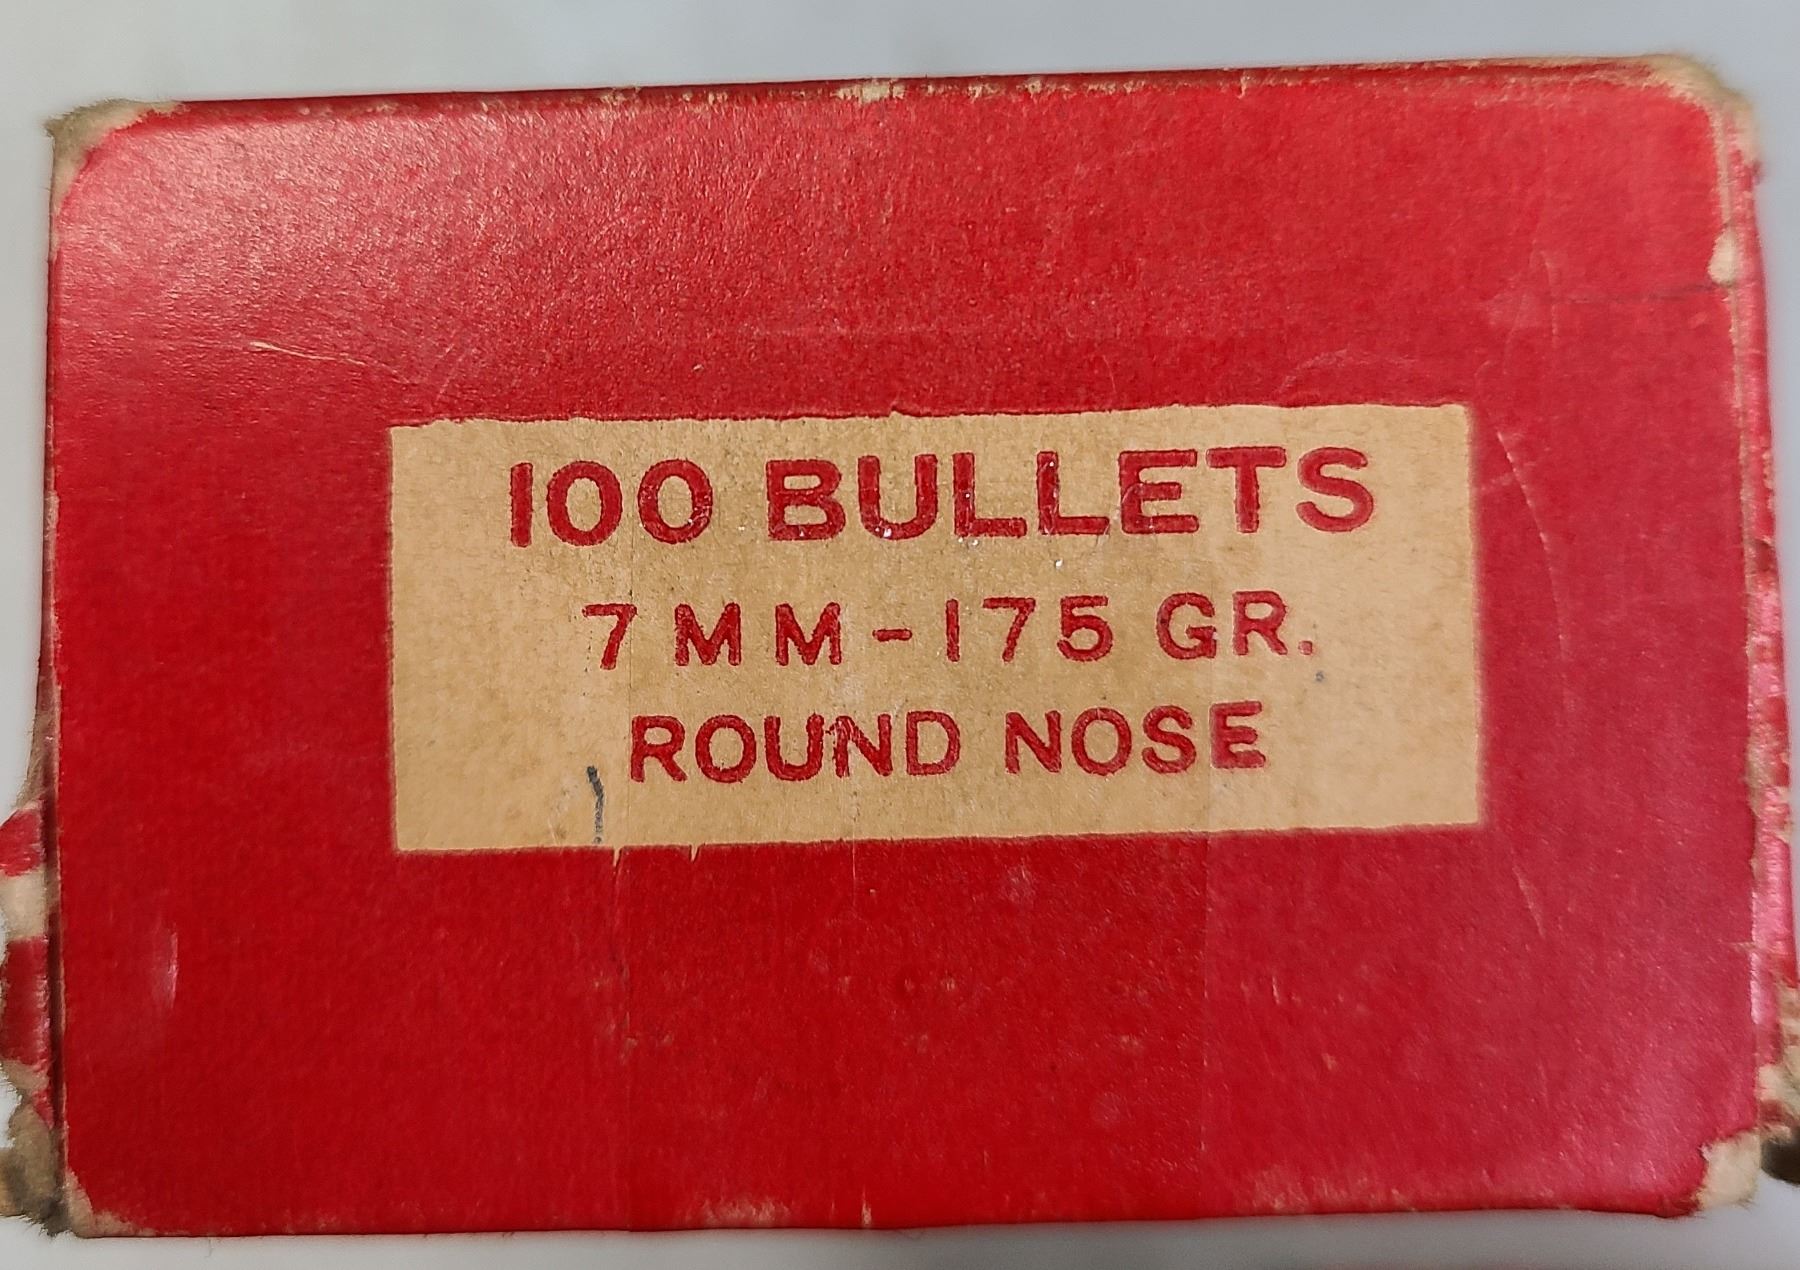 100 BULLETS
7 MM - 175 GR.
ROUND NOSE